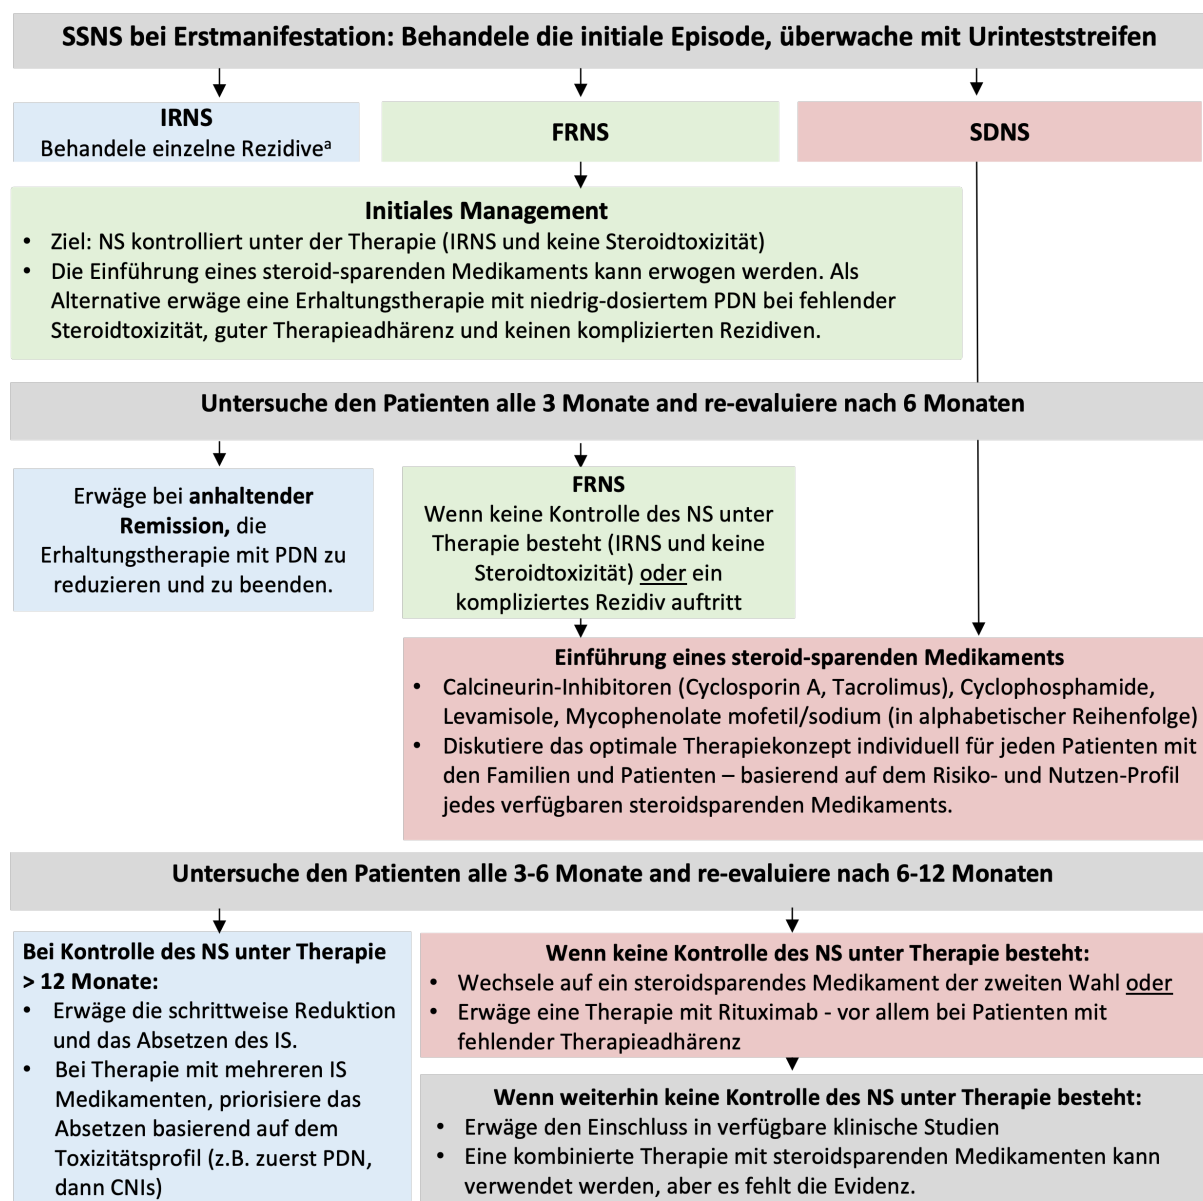 SSNS bei Erstmanifestation: Behandele die initiale Episode, überwache mit Urinteststreifen
IRNS
Behandele einzelne Rezidiveᵃ
FRNS
SDNS
Initiales Management
• Ziel: NS kontrolliert unter der Therapie (IRNS und keine Steroidtoxizität)
• Die Einführung eines steroid-sparenden Medikaments kann erwogen werden. Als
Alternative erwäge eine Erhaltungstherapie mit niedrig-dosiertem PDN bei fehlender
Steroidtoxizität, guter Therapieadhärenz und keinen komplizierten Rezidiven.
Untersuche den Patienten alle 3 Monate and re-evaluiere nach 6 Monaten
Erwäge bei anhaltender
Remission, die
Erhaltungstherapie mit PDN zu
reduzieren und zu beenden.
FRNS
Wenn keine Kontrolle des NS unter
Therapie besteht (IRNS und keine
Steroidtoxizität) oder ein
kompliziertes Rezidiv auftritt
Einführung eines steroid-sparenden Medikaments
• Calcineurin-Inhibitoren (Cyclosporin A, Tacrolimus), Cyclophosphamide,
Levamisole, Mycophenolate mofetil/sodium (in alphabetischer Reihenfolge)
• Diskutiere das optimale Therapiekonzept individuell für jeden Patienten mit
den Familien und Patienten – basierend auf dem Risiko- und Nutzen-Profil
jedes verfügbaren steroidsparenden Medikaments.
Untersuche den Patienten alle 3-6 Monate and re-evaluiere nach 6-12 Monaten
Bei Kontrolle des NS unter Therapie
> 12 Monate:
• Erwäge die schrittweise Reduktion
und das Absetzen des IS.
• Bei Therapie mit mehreren IS
Medikamenten, priorisiere das
Absetzen basierend auf dem
Toxizitätsprofil (z.B. zuerst PDN,
dann CNIs)
Wenn keine Kontrolle des NS unter Therapie besteht:
• Wechsele auf ein steroidsparendes Medikament der zweiten Wahl oder
• Erwäge eine Therapie mit Rituximab - vor allem bei Patienten mit
fehlender Therapieadhärenz
Wenn weiterhin keine Kontrolle des NS unter Therapie besteht:
• Erwäge den Einschluss in verfügbare klinische Studien
• Eine kombinierte Therapie mit steroidsparenden Medikamenten kann
verwendet werden, aber es fehlt die Evidenz.